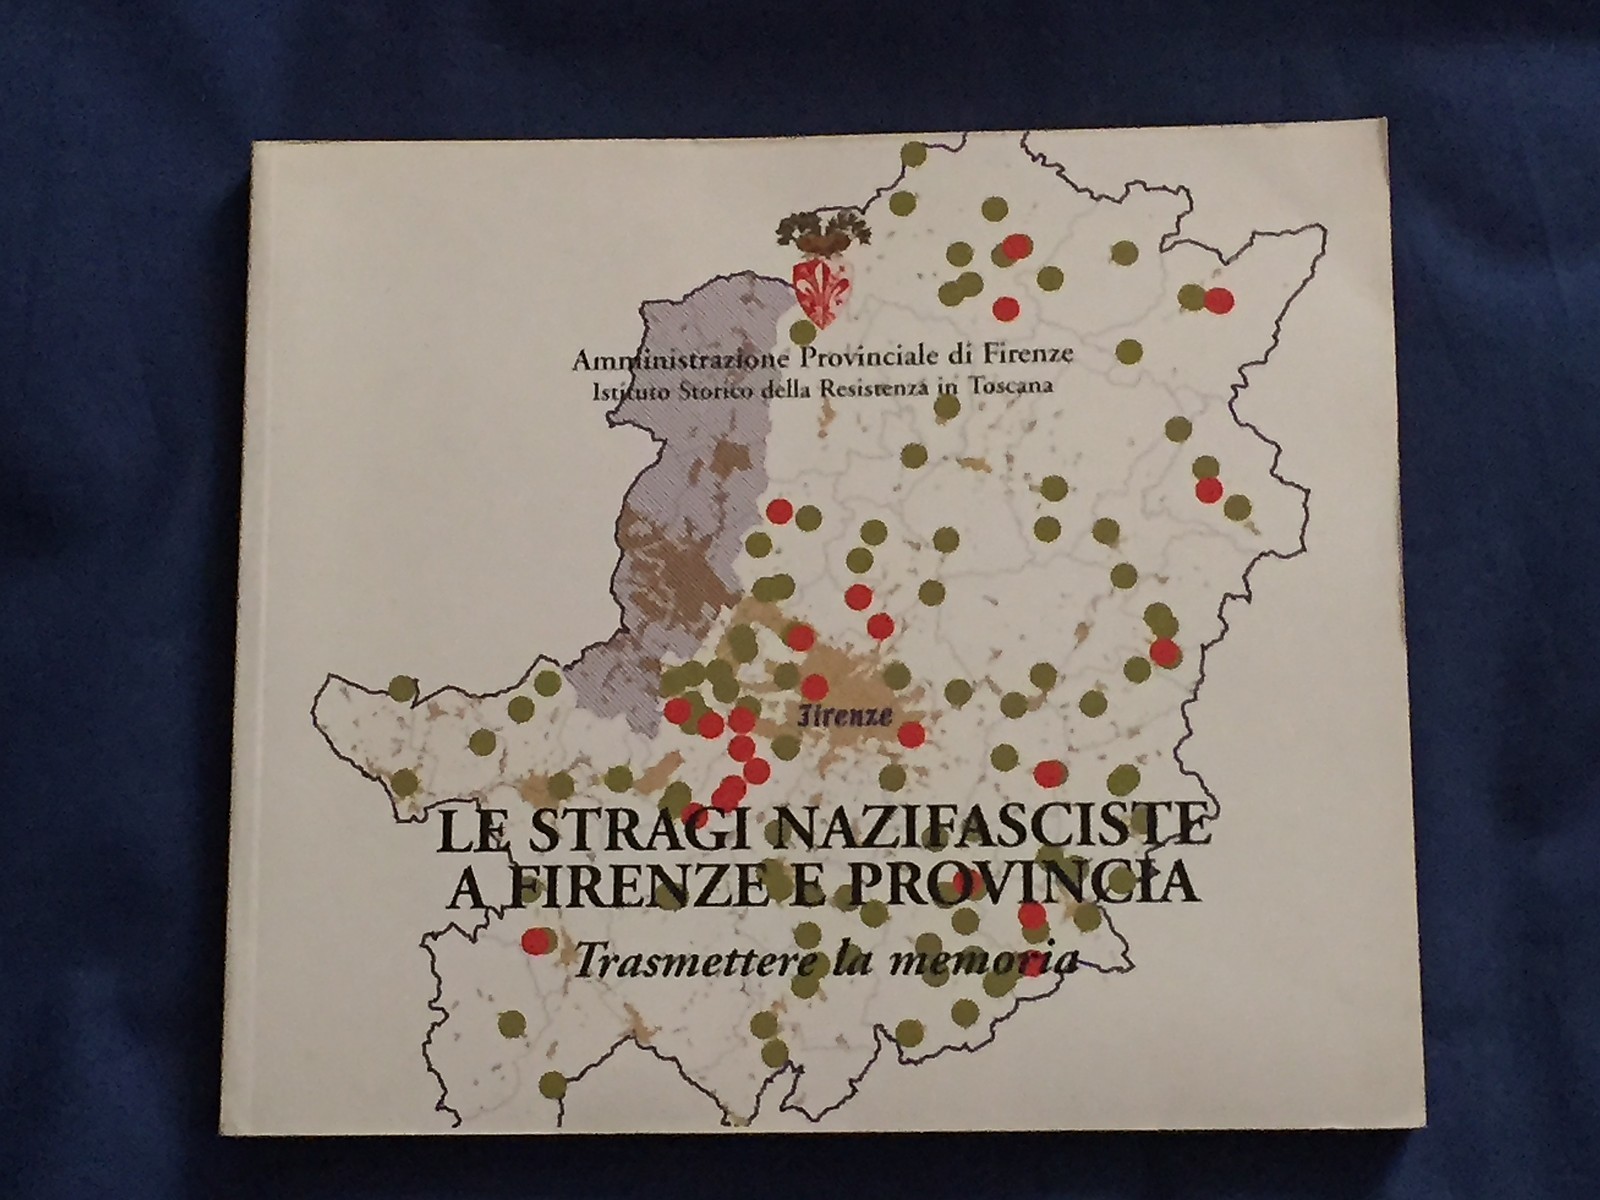 Amministrazione Provinciale di Firenze
Istituto Storico della Resistenza in Toscana
Firenze
LE STRAGI NAZIFASCISTE
A FIRENZE E PROVINCIA
Trasmettere la memoria